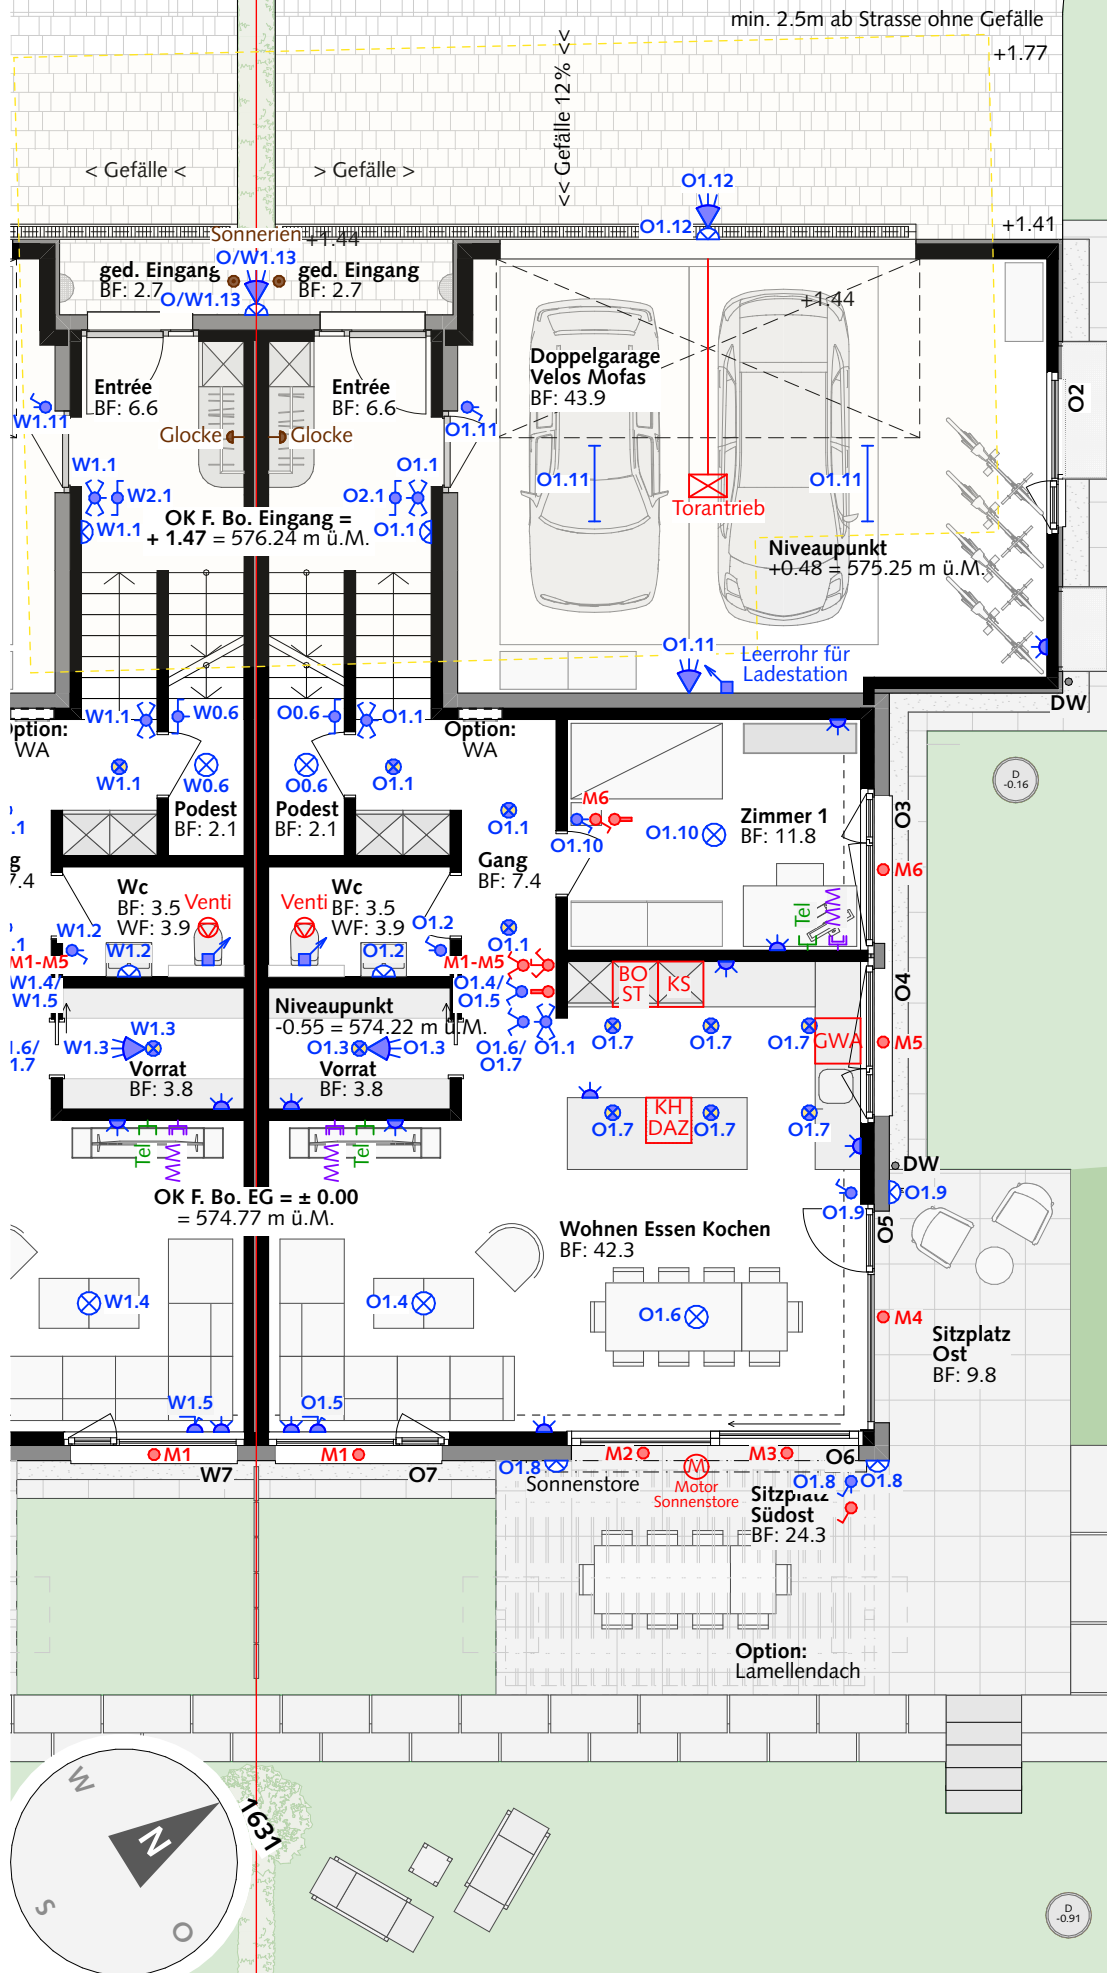 min. 2.5m ab Strasse ohne Gefälle
+1.77
<< Gefälle 12% <<
< Gefälle <
> Gefälle >
O1.12
O1.12
+1.41
Sonnerien
+1.44
O/W1.13
ged. Eingang
BF: 2.7
ged. Eingang
BF: 2.7
O/W1.13
+1.44
Doppelgarage
Velos Mofas
BF: 43.9
Entrée
BF: 6.6
Entrée
BF: 6.6
O2
W1.11
O1.11
Glocke
Glocke
W1.1
O1.1
W2.1
O2.1
O1.11
O1.11
Torantrieb
W1.1
O1.1
OK F. Bo. Eingang =
+ 1.47 = 576.24 m ü.M.
Niveaupunkt
+0.48 = 575.25 m ü.M.
O1.11
Leerrohr für
Ladestation
DW
W1.1
W0.6
O0.6
O1.1
ption:
WA
Option:
WA
W1.1
W0.6
O0.6
O1.1
D
-0.16
Podest
BF: 2.1
Podest
BF: 2.1
.1
O1.1
M6
O1.10
O1.10
Zimmer 1
BF: 11.8
O3
g
7.4
Gang
BF: 7.4
M6
Wc
BF: 3.5
WF: 3.9
Venti
Venti
Wc
BF: 3.5
WF: 3.9
Tel
MM
.1
W1.2
W1.2
O1.2
O1.2
O1.1
M1-M5
M1-M5
W1.4/
W1.5
O1.4/
O1.5
BO
ST
KS
O4
Niveaupunkt
-0.55 = 574.22 m ü.M.
W1.3
W1.3
O1.3
O1.3
1.6/
1.7
O1.6/
O1.7
O1.1
O1.7
O1.7
O1.7
GWA
M5
Vorrat
BF: 3.8
Vorrat
BF: 3.8
KH
DAZ
O1.7
O1.7
O1.7
Tel
MM
MM
Tel
DW
O1.9
O1.9
OK F. Bo. EG = ± 0.00
= 574.77 m ü.M.
Wohnen Essen Kochen
BF: 42.3
O5
W1.4
O1.4
O1.6
M4
Sitzplatz
Ost
BF: 9.8
W1.5
O1.5
M1
M1
M2
M3
O6
W7
O7
O1.8
Sonnenstore
M
Motor
Sonnenstore
O1.8
O1.8
Sitzplatz
Südost
BF: 24.3
Option:
Lamellendach
W
N
S
O
1631
D
-0.91